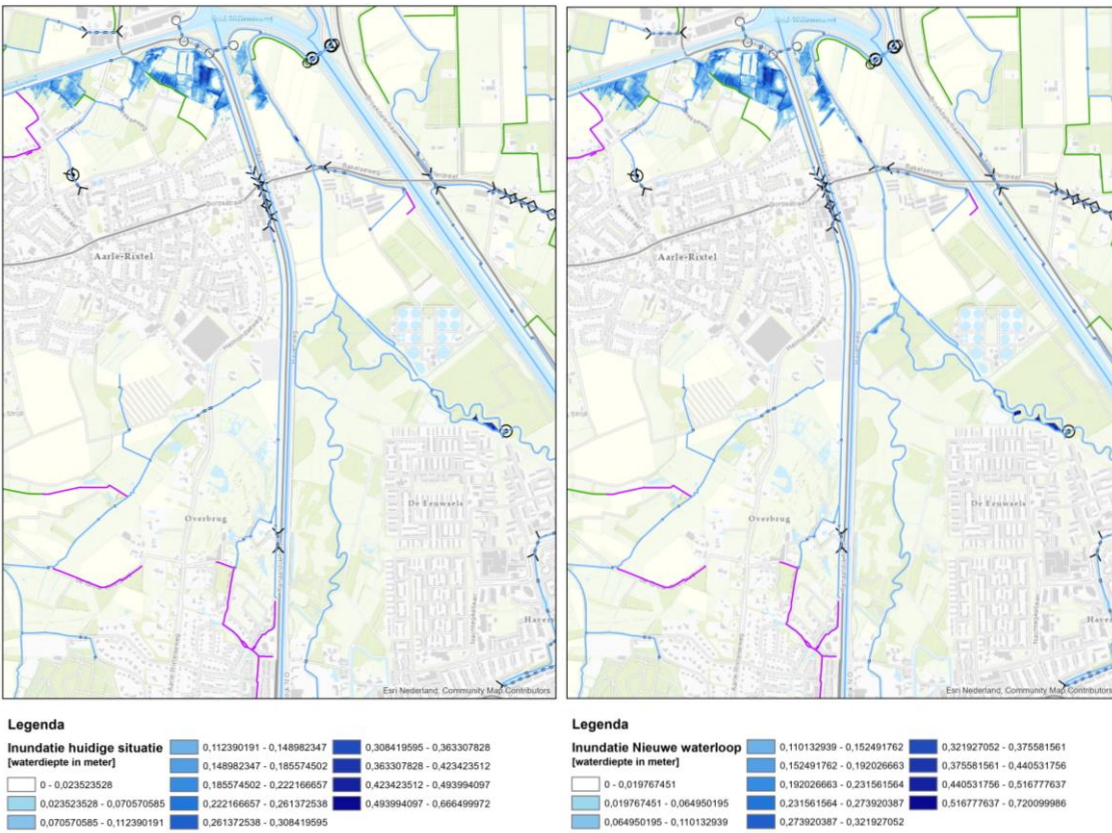 Aarle-Rixtel
Bakelseweg
Overbrug
De Eeuwsels
Esri Nederland, Community Map Contributors
Aarle-Rixtel
Bakelseweg
Overbrug
De Eeuwsels
Esri Nederland, Community Map Contributors
Legenda
Inundatie huidige situatie
[waterdiepte in meter]
0 - 0,023523528
0,023523528 - 0,070570585
0,070570585 - 0,112390191
0,112390191 - 0,148982347
0,148982347 - 0,185574502
0,185574502 - 0,222166657
0,222166657 - 0,261372538
0,261372538 - 0,308419595
0,308419595 - 0,363307828
0,363307828 - 0,423423512
0,423423512 - 0,493994097
0,493994097 - 0,666499972
Legenda
Inundatie Nieuwe waterloop
[waterdiepte in meter]
0 - 0,019767451
0,019767451 - 0,064950195
0,064950195 - 0,110132939
0,110132939 - 0,152491762
0,152491762 - 0,192026663
0,192026663 - 0,231561564
0,231561564 - 0,273920387
0,273920387 - 0,321927052
0,321927052 - 0,375581561
0,375581561 - 0,440531756
0,440531756 - 0,516777637
0,516777637 - 0,720099986